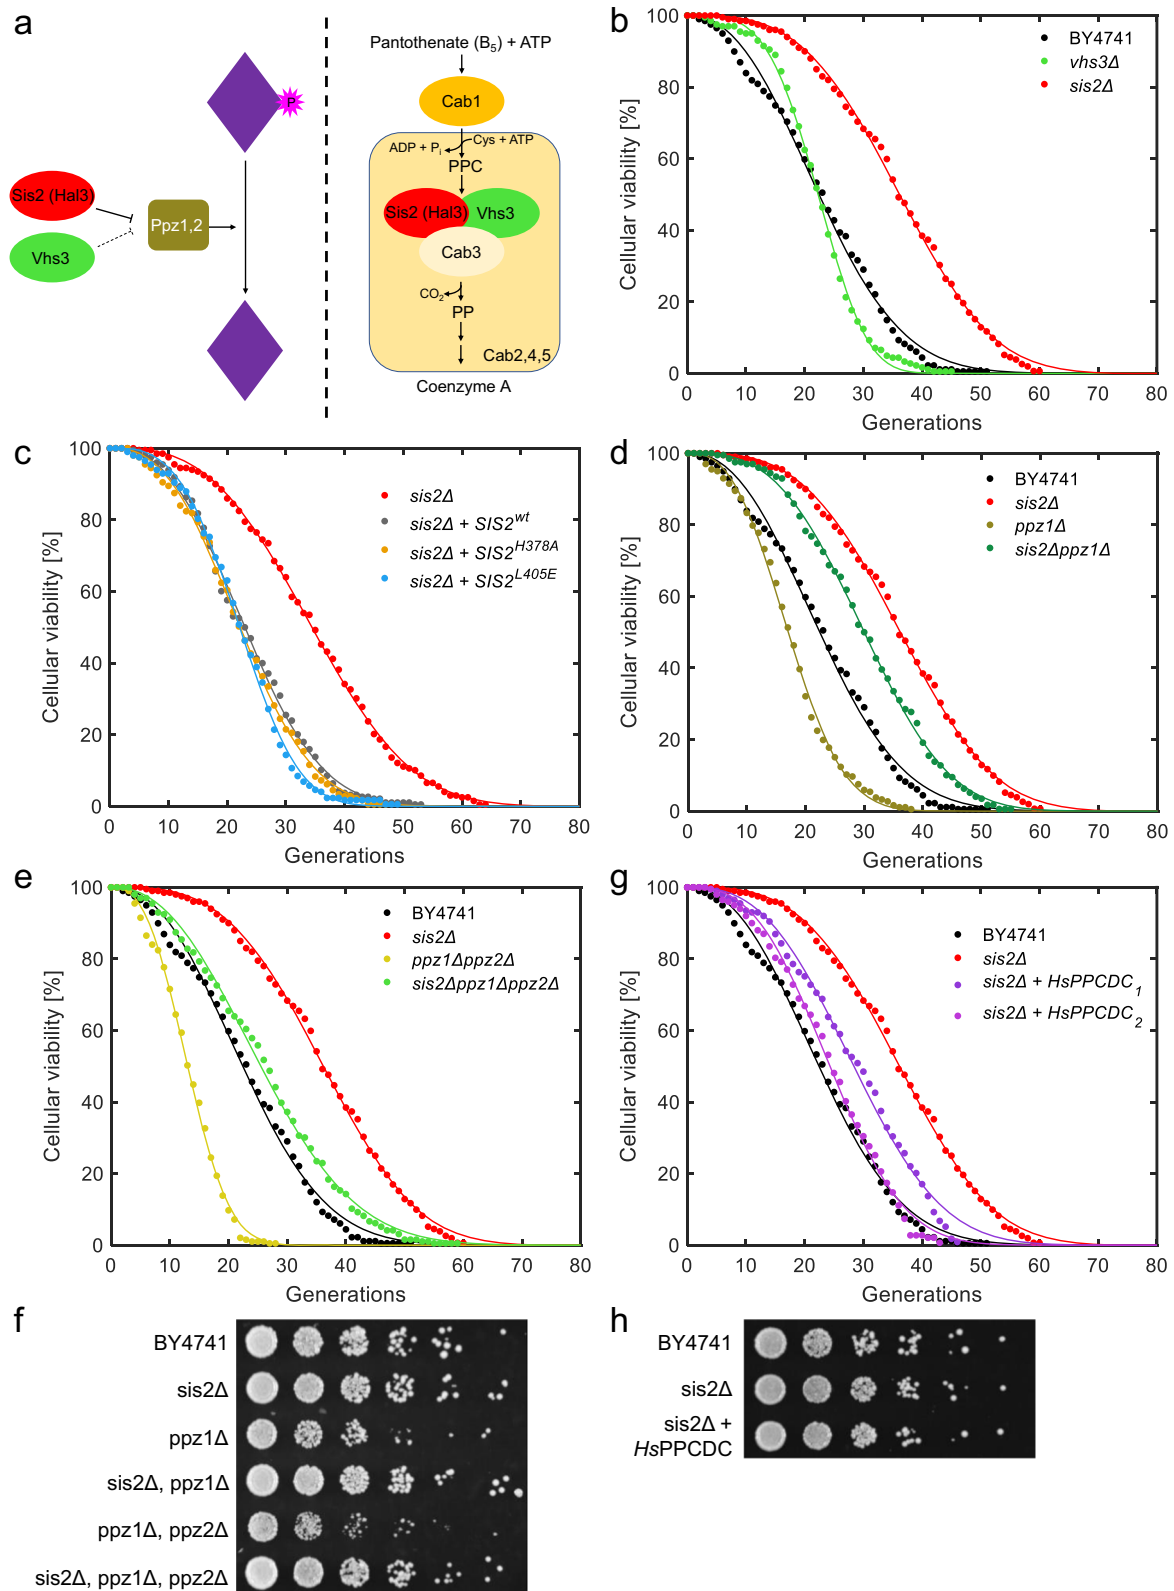 a
P
Sis2 (Hal3)
Vhs3
Ppz1,2
Pantothenate (B5) + ATP
Cab1
ADP + Pi
Cys + ATP
PPC
Sis2 (Hal3)
Vhs3
Cab3
CO2
PP
Cab2,4,5
Coenzyme A
b
Cellular viability [%]
100
80
60
40
20
0
0 10 20 30 40 50 60 70 80
Generations
BY4741
vhs3Δ
sis2Δ
c
Cellular viability [%]
100
80
60
40
20
0
0 10 20 30 40 50 60 70 80
Generations
sis2Δ
sis2Δ + SIS2^wt
sis2Δ + SIS2^H378A
sis2Δ + SIS2^L405E
d
Cellular viability [%]
100
80
60
40
20
0
0 10 20 30 40 50 60 70 80
Generations
BY4741
sis2Δ
ppz1Δ
sis2Δppz1Δ
e
Cellular viability [%]
100
80
60
40
20
0
0 10 20 30 40 50 60 70 80
Generations
BY4741
sis2Δ
ppz1Δppz2Δ
sis2Δppz1Δppz2Δ
g
Cellular viability [%]
100
80
60
40
20
0
0 10 20 30 40 50 60 70 80
Generations
BY4741
sis2Δ
sis2Δ + HsPPCDC1
sis2Δ + HsPPCDC2
f
BY4741
sis2Δ
ppz1Δ
sis2Δ, ppz1Δ
ppz1Δ, ppz2Δ
sis2Δ, ppz1Δ, ppz2Δ
h
BY4741
sis2Δ
sis2Δ +
HsPPCDC